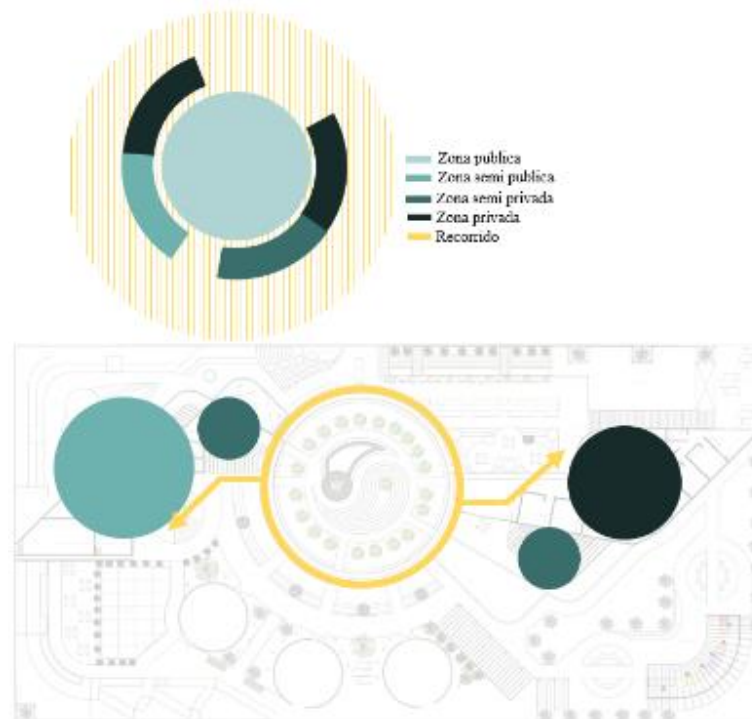 Zona publica
Zona semi publica
Zona semi privada
Zona privada
Recorrido